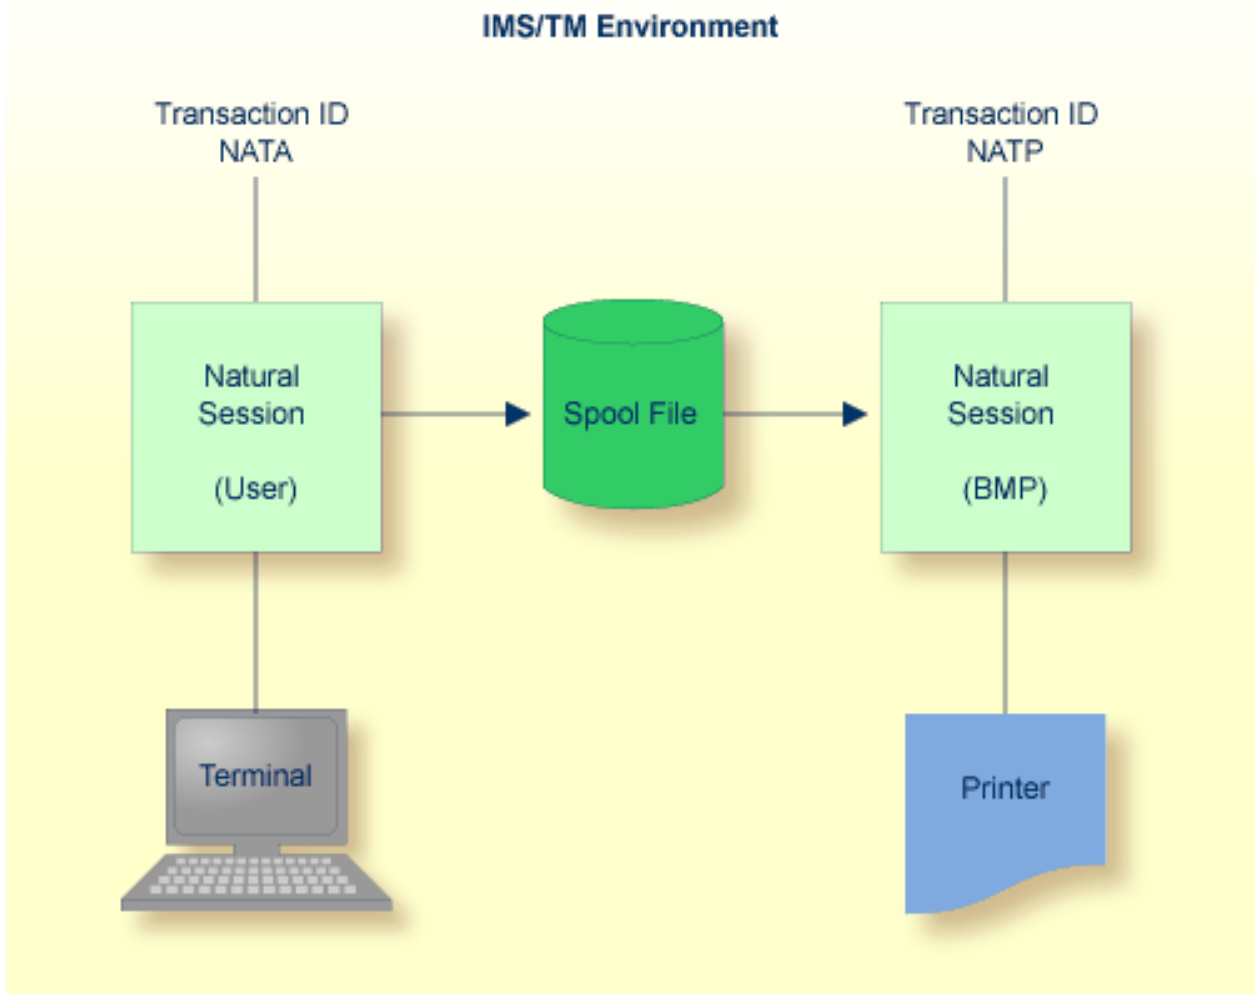 IMS/TM Environment
Transaction ID
NATA
Transaction ID
NATP
Natural
Session
(User)
Spool File
Natural
Session
(BMP)
Terminal
Printer